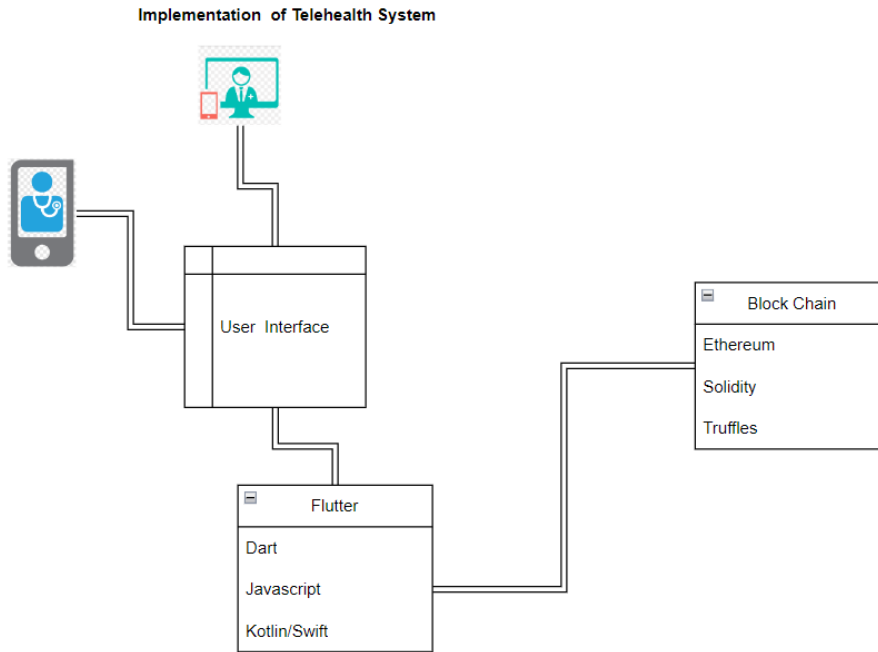 Implementation of Telehealth System
User Interface
Block Chain
Ethereum
Solidity
Truffles
Flutter
Dart
Javascript
Kotlin/Swift